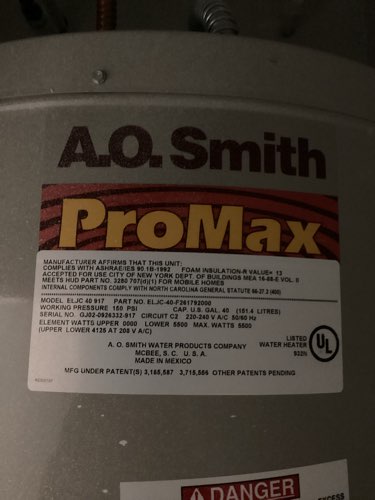 A.O. Smith
ProMax
MANUFACTURER AFFIRMS THAT THIS UNIT:
COMPLIES WITH ASHRAE/IES 90.1B-1992 FOAM INSULATION-R VALUE= 13
ACCEPTED FOR USE CITY OF NEW YORK DEPT. OF BUILDINGS MEA 16-86-E VOL. II
MEETS HUD PART NO. 3280 707(d)(1) FOR MOBILE HOMES
INTERNAL COMPONENTS COMPLY WITH NORTH CAROLINA GENERAL STATUTE 66-27.2 (400)
MODEL ELJC 40 917 PART NO. ELJC-40-F261792000
WORKING PRESSURE 150 PSI CAP. U.S. GAL. 40 (151.4 LITRES)
SERIAL NO. GJ02-0926332-917 CIRCUIT C2 220-240 V A/C 50/60 Hz
ELEMENT WATTS UPPER 0000 LOWER 5500 MAX. WATTS 5500
(UPPER LOWER 4125 AT 208 V A/C)
LISTED
WATER HEATER
922N
UL
A. O. SMITH WATER PRODUCTS COMPANY
MCBEE, S. C. U. S. A.
MADE IN MEXICO
MFG UNDER PATENT(S) 3,165,587 3,715,586 OTHER PATENTS PENDING
DANGER